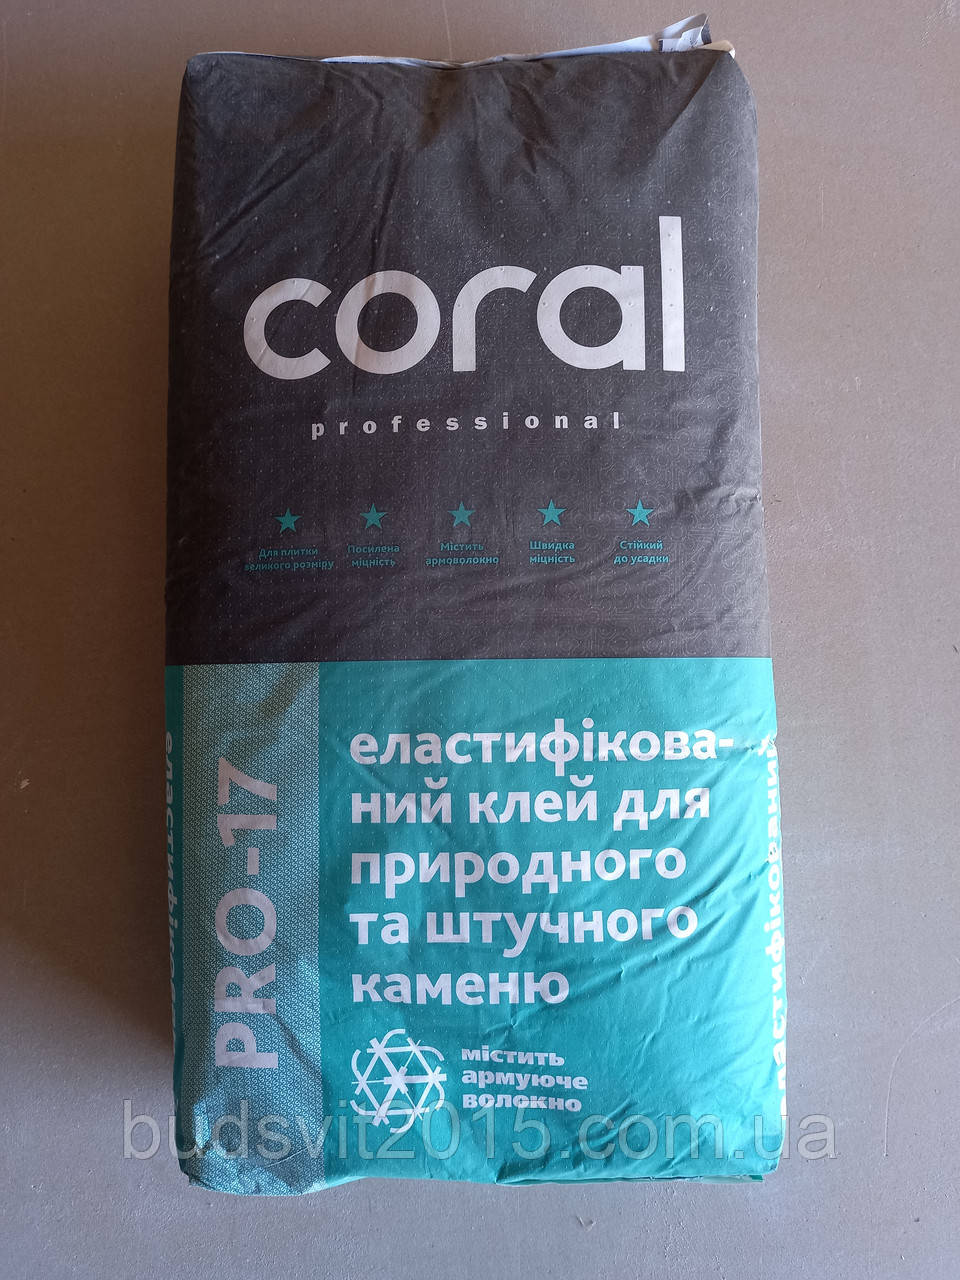 coral
professional
Для плитки
великого розміру
Посилена
міцність
Містить
армоволокно
Швидка
міцність
Стійкий
до усадки
PRO-17
еластифікова-
ний клей для
природного
та штучного
каменю
містить
армуюче
волокно
budsvit2015.com.ua